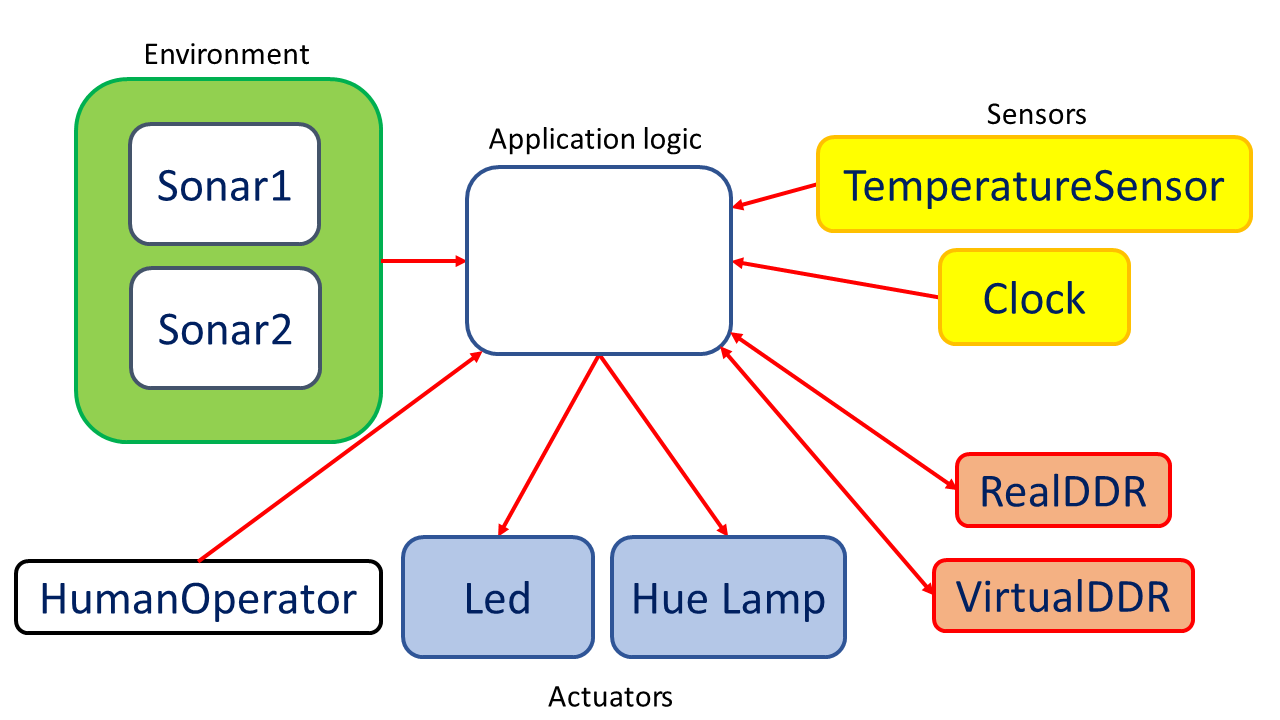 Environment
Sonar1
Sonar2
Application logic
Sensors
TemperatureSensor
Clock
RealDDR
VirtualDDR
HumanOperator
Led
Hue Lamp
Actuators